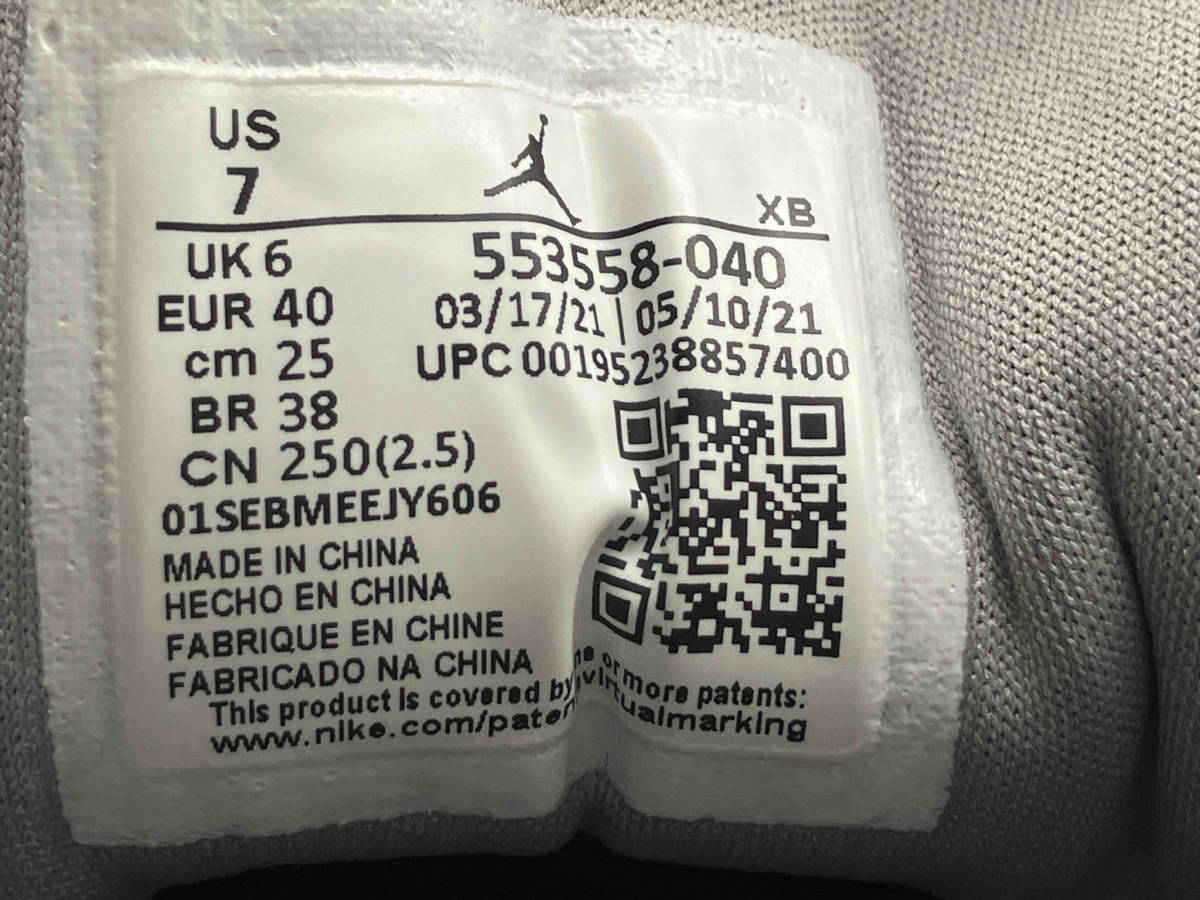 US
7
XB
UK 6
553558-040
EUR 40
03/17/21 | 05/10/21
cm 25
UPC 00195238857400
BR 38
CN 250(2.5)
01SEBMEEJY606
MADE IN CHINA
HECHO EN CHINA
FABRIQUE EN CHINE
FABRICADO NA CHINA
This product is covered by or more patents:
www.nike.com/patenvirtualmarking